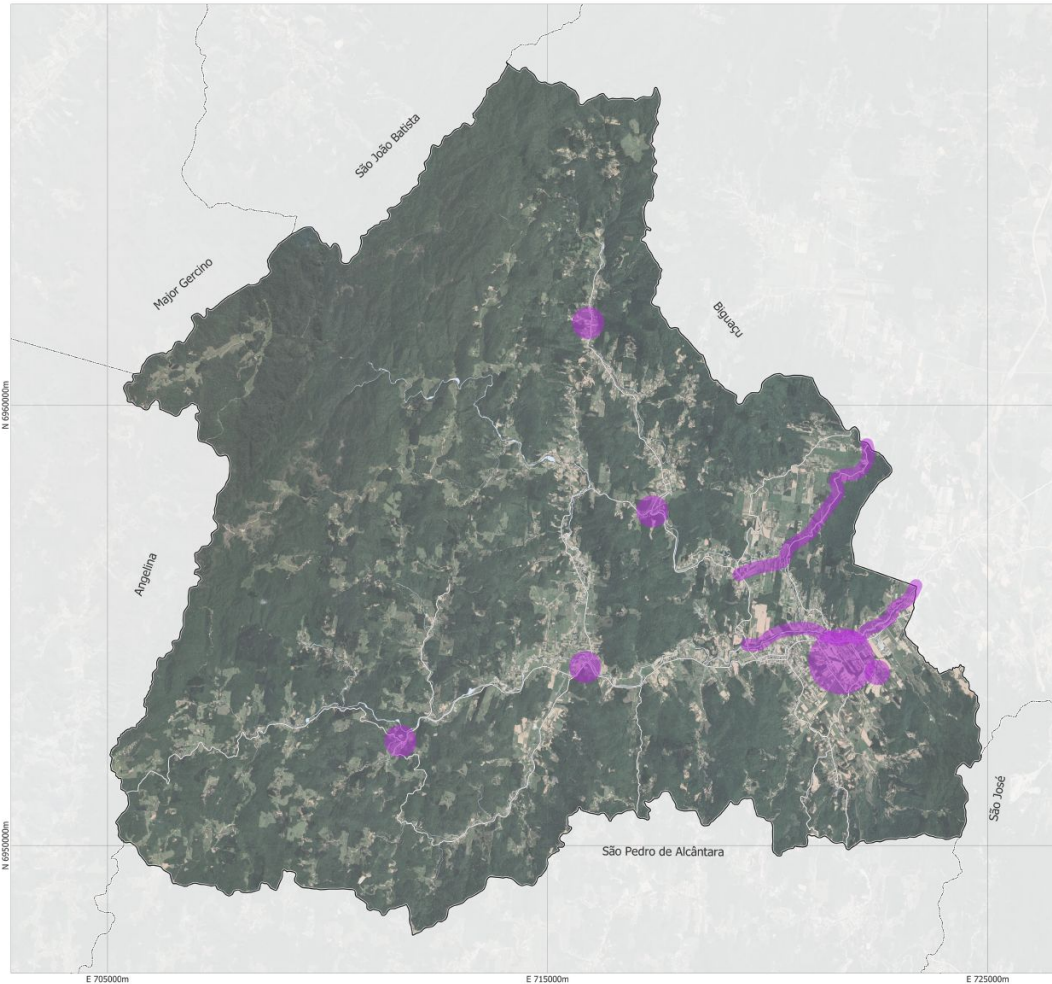 São João Batista
Major Gercino
Biguaçu
N 6960000m
Angelina
São José
N 6950000m
São Pedro de Alcântara
E 705000m
E 715000m
E 725000m